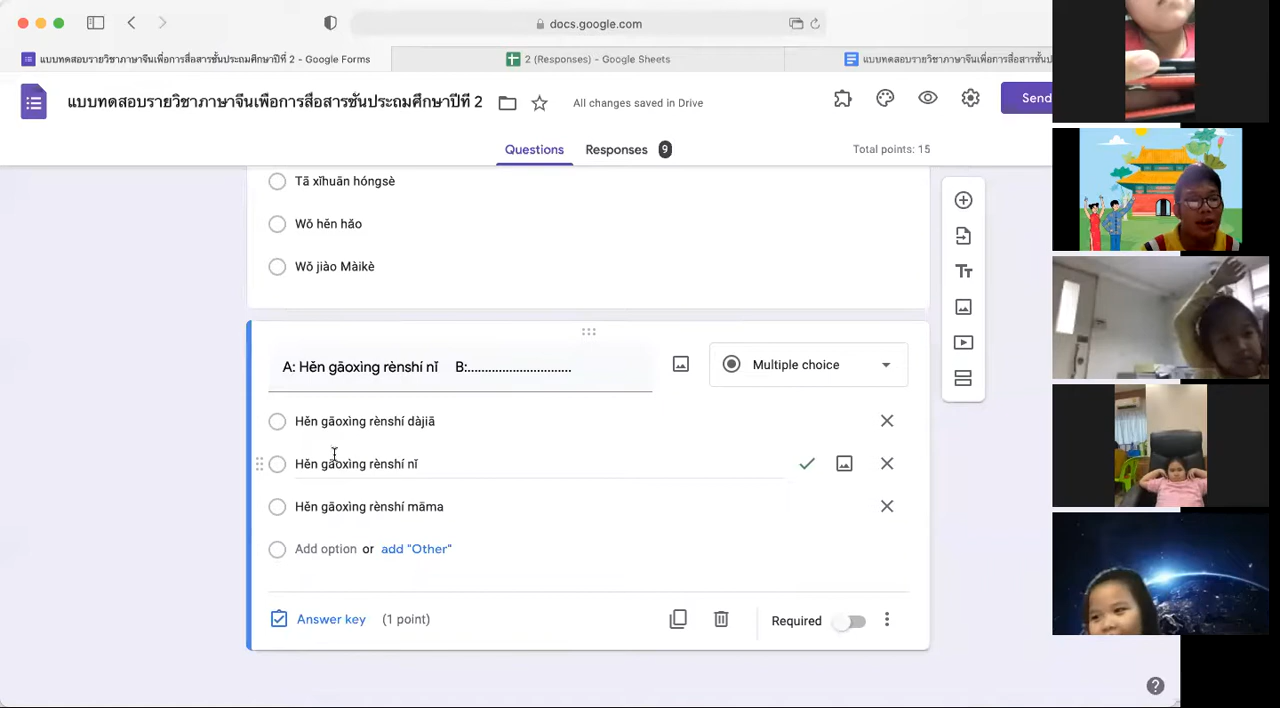 docs.google.com
แบบทดสอบรายวิชาภาษาจีนเพื่อการสื่อสารชั้นประถมศึกษาปีที่ 2 - Google Forms
2 (Responses) - Google Sheets
แบบทดสอบรายวิชาภาษาจีนเพื่อการสื่อสารชั้นประถมศึกษาปีที่ 2
All changes saved in Drive
Send
Questions
Responses 9
Total points: 15
Tā xǐhuān hóngsè
Wǒ hěn hǎo
Wǒ jiào Màikè
A: Hěn gāoxìng rènshí nǐ B:............................
Multiple choice
Hěn gāoxìng rènshí dàjiā
Hěn gāoxìng rènshí nǐ
Hěn gāoxìng rènshí māma
Add option or add "Other"
Answer key (1 point)
Required